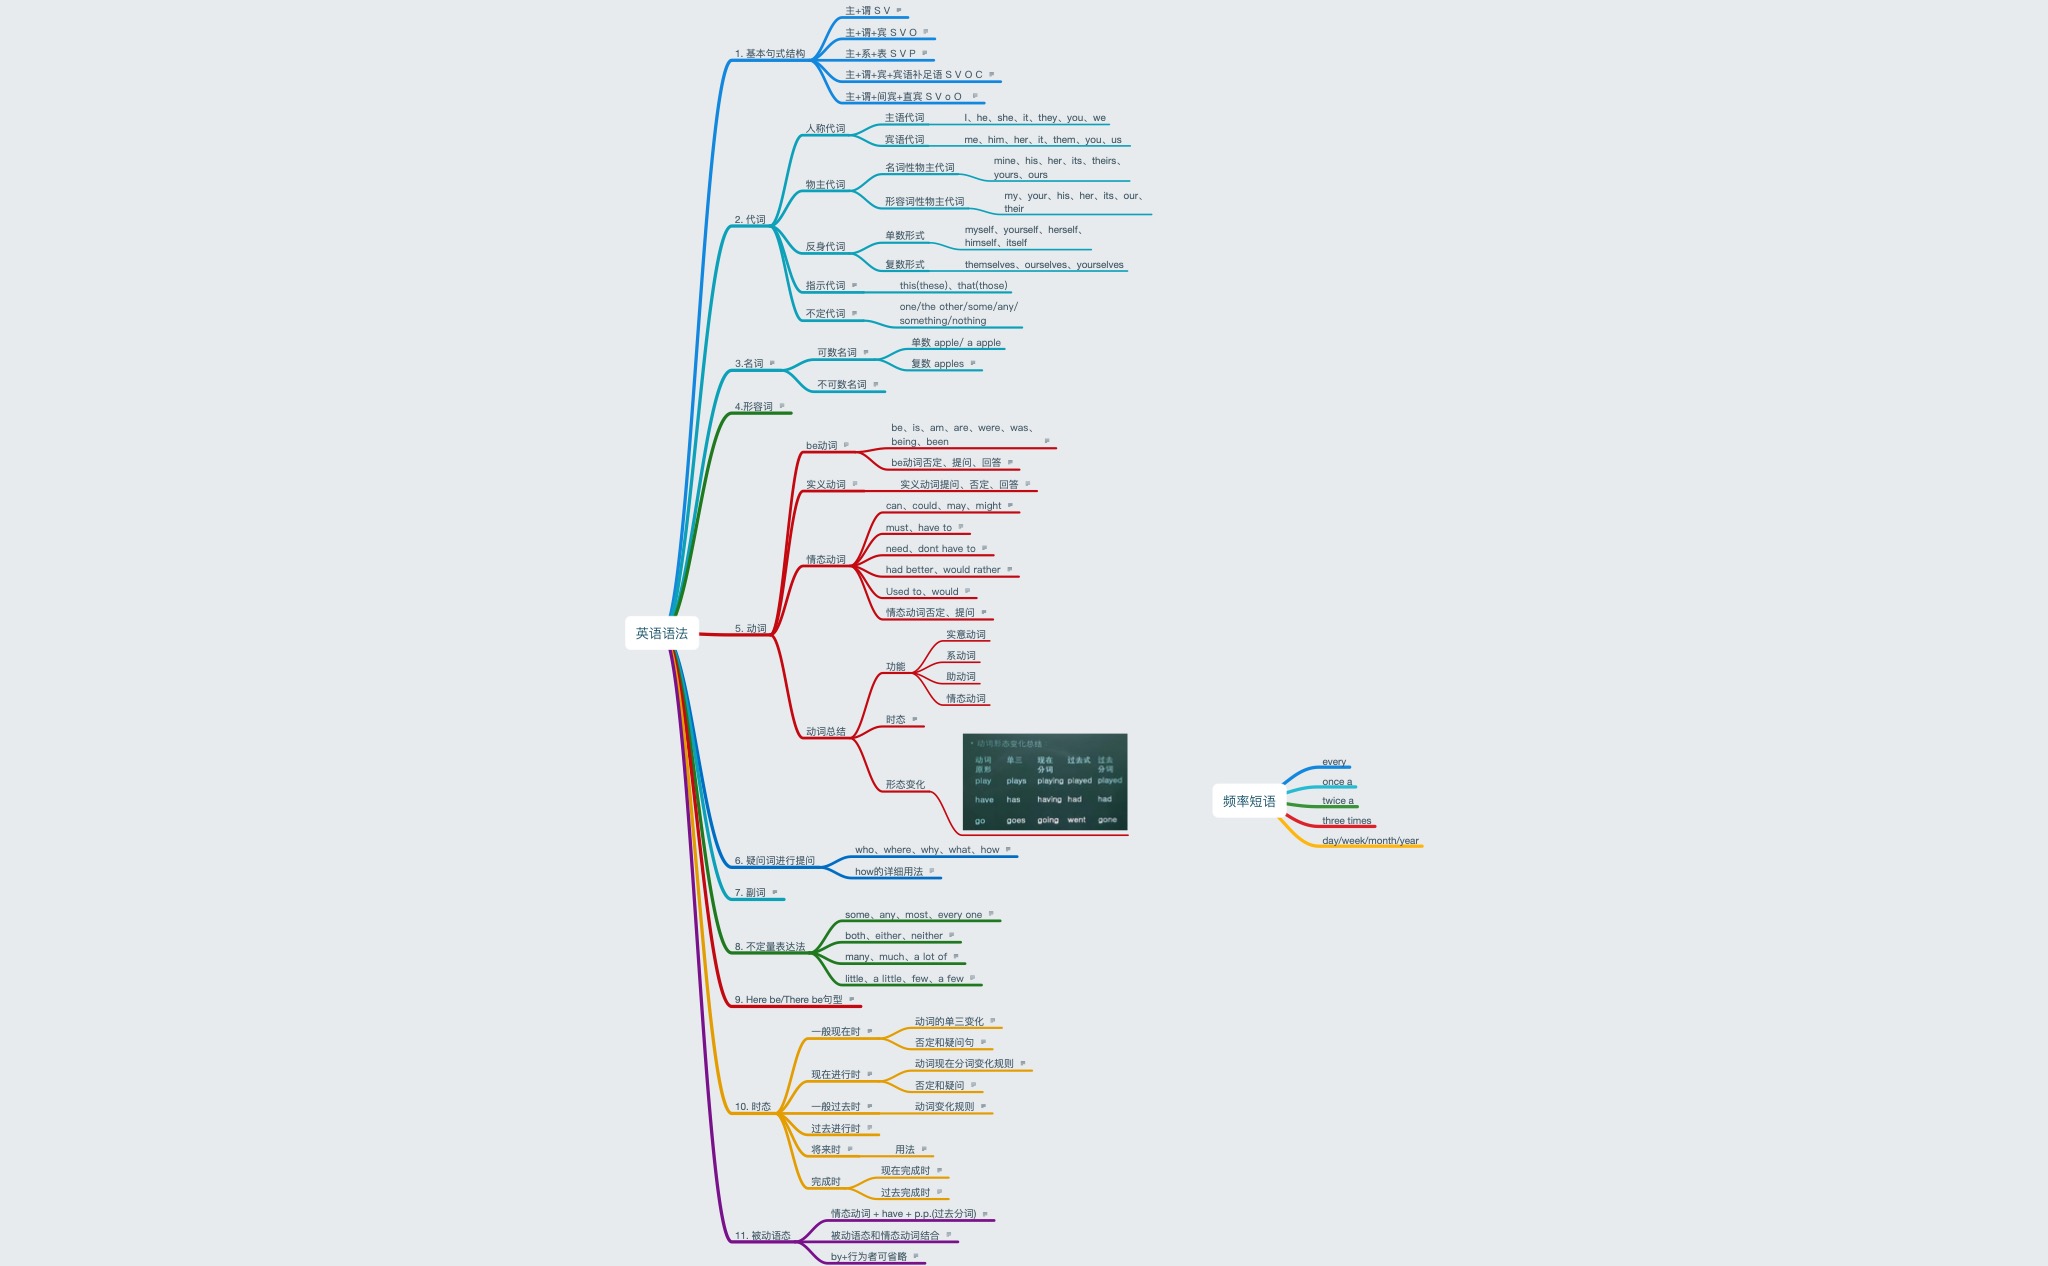 英语语法
1. 基本句式结构
主+谓 S V
主+谓+宾 S V O
主+系+表 S V P
主+谓+宾+宾语补足语 S V O C
主+谓+间宾+直宾 S V o O
2. 代词
人称代词
主语代词
I、he、she、it、they、you、we
宾语代词
me、him、her、it、them、you、us
物主代词
名词性物主代词
mine、his、her、its、theirs、
yours、ours
形容词性物主代词
my、your、his、her、its、our、
their
反身代词
单数形式
myself、yourself、herself、
himself、itself
复数形式
themselves、ourselves、yourselves
指示代词
this(these)、that(those)
不定代词
one/the other/some/any/
something/nothing
3.名词
可数名词
单数 apple/ a apple
复数 apples
不可数名词
4.形容词
5. 动词
be动词
be、is、am、are、were、was、
being、been
be动词否定、提问、回答
实义动词
实义动词提问、否定、回答
情态动词
can、could、may、might
must、have to
need、dont have to
had better、would rather
Used to、would
情态动词否定、提问
动词总结
功能
实意动词
系动词
助动词
情态动词
时态
形态变化
• 动词形态变化总结
动词 单三 现在 过去式 过去
原形 分词 分词
play plays playing played played
have has having had had
go goes going went gone
6. 疑问词进行提问
who、where、why、what、how
how的详细用法
7. 副词
8. 不定量表达法
some、any、most、every one
both、either、neither
many、much、a lot of
little、a little、few、a few
9. Here be/There be句型
10. 时态
一般现在时
动词的单三变化
否定和疑问句
现在进行时
动词现在分词变化规则
否定和疑问
一般过去时
动词变化规则
过去进行时
将来时
用法
完成时
现在完成时
过去完成时
11. 被动语态
情态动词 + have + p.p.(过去分词)
被动语态和情态动词结合
by+行为者可省略
频率短语
every
once a
twice a
three times
day/week/month/year